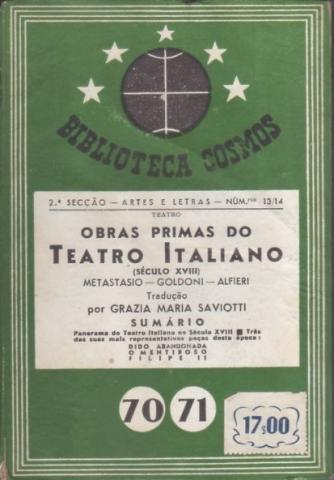 BIBLIOTECA COSMOS
2.ª SECÇÃO — ARTES E LETRAS — NÚM.ros 13/14
TEATRO
OBRAS PRIMAS DO
TEATRO ITALIANO
(SÉCULO XVIII)
METASTASIO — GOLDONI — ALFIERI
Tradução
por GRAZIA MARIA SAVIOTTI
SUMÁRIO
Panorama do Teatro Italiano no Século XVIII ■ Três
das suas mais representativas peças desta época:
DIDO ABANDONADA
O MENTIROSO
FILIPE II
70 71
17$00